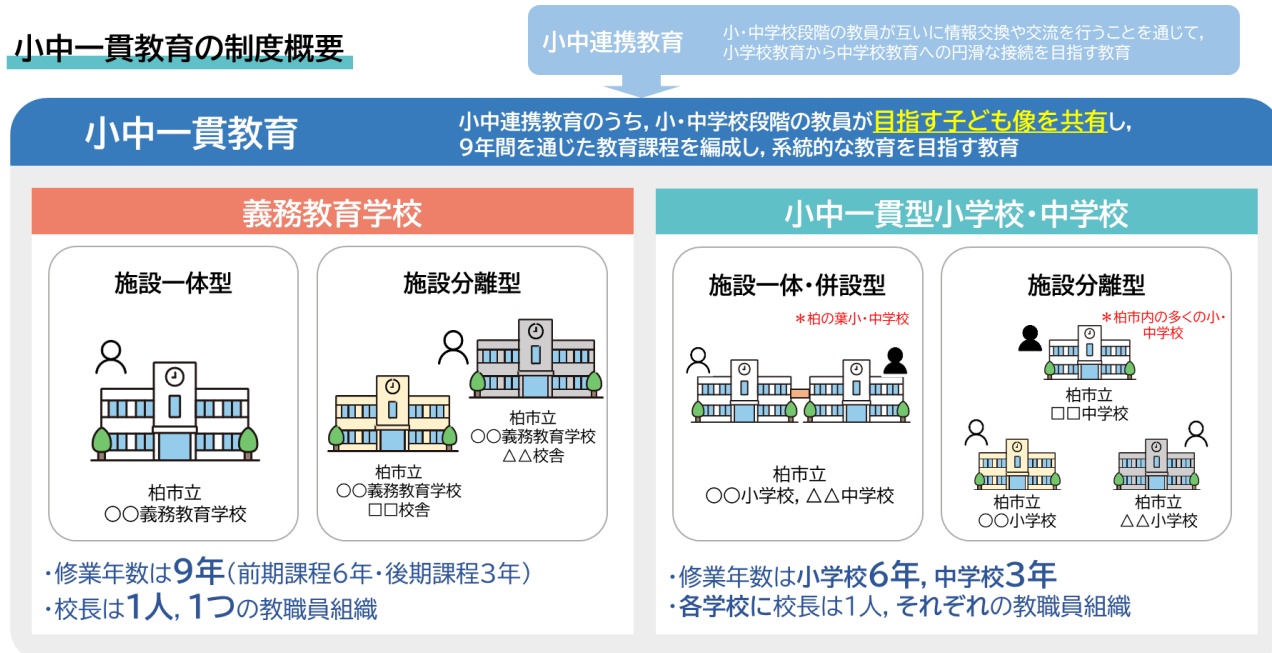 小中一貫教育の制度概要
小中連携教育
小・中学校段階の教員が互いに情報交換や交流を行うことを通じて,
小学校教育から中学校教育への円滑な接続を目指す教育
小中一貫教育
小中連携教育のうち, 小・中学校段階の教員が目指す子ども像を共有し,
9年間を通じた教育課程を編成し, 系統的な教育を目指す教育
義務教育学校
施設一体型
柏市立
○○義務教育学校
施設分離型
柏市立
○○義務教育学校
△△校舎
柏市立
○○義務教育学校
□□校舎
・修業年数は9年(前期課程6年・後期課程3年)
・校長は1人, 1つの教職員組織
小中一貫型小学校・中学校
施設一体・併設型
＊柏の葉小・中学校
柏市立
○○小学校, △△中学校
施設分離型
＊柏市内の多くの小・
中学校
柏市立
□□中学校
柏市立
○○小学校
柏市立
△△小学校
・修業年数は小学校6年, 中学校3年
・各学校に校長は1人, それぞれの教職員組織